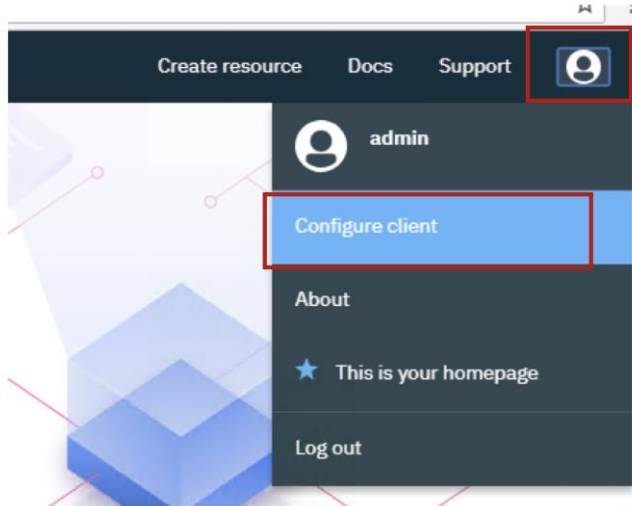 Create resource Docs Support
admin
Configure client
About
This is your homepage
Log out